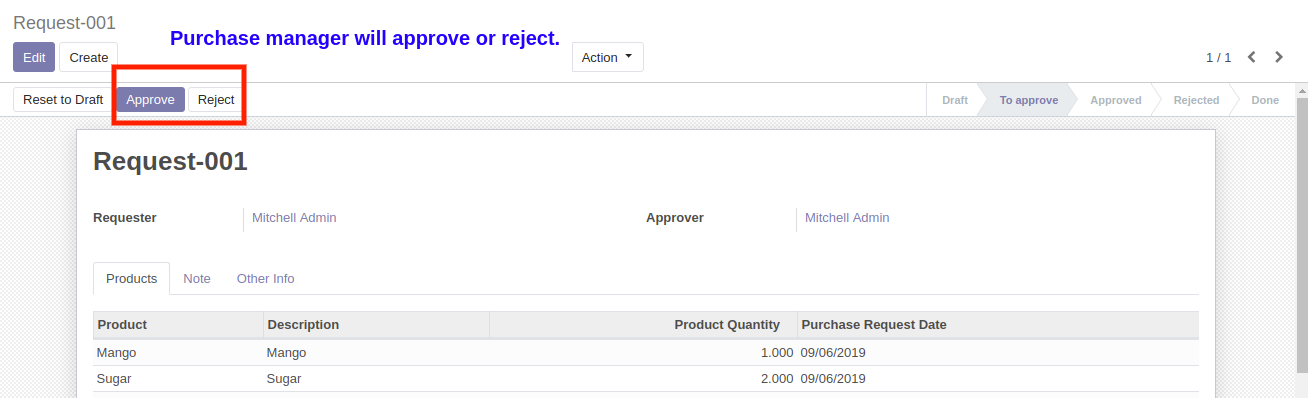 Request-001
Purchase manager will approve or reject.
Edit Create Action 1 / 1
Reset to Draft Approve Reject Draft To approve Approved Rejected Done
Request-001
Requester Mitchell Admin Approver Mitchell Admin
Products Note Other Info
Product Description Product Quantity Purchase Request Date
Mango Mango 1.000 09/06/2019
Sugar Sugar 2.000 09/06/2019